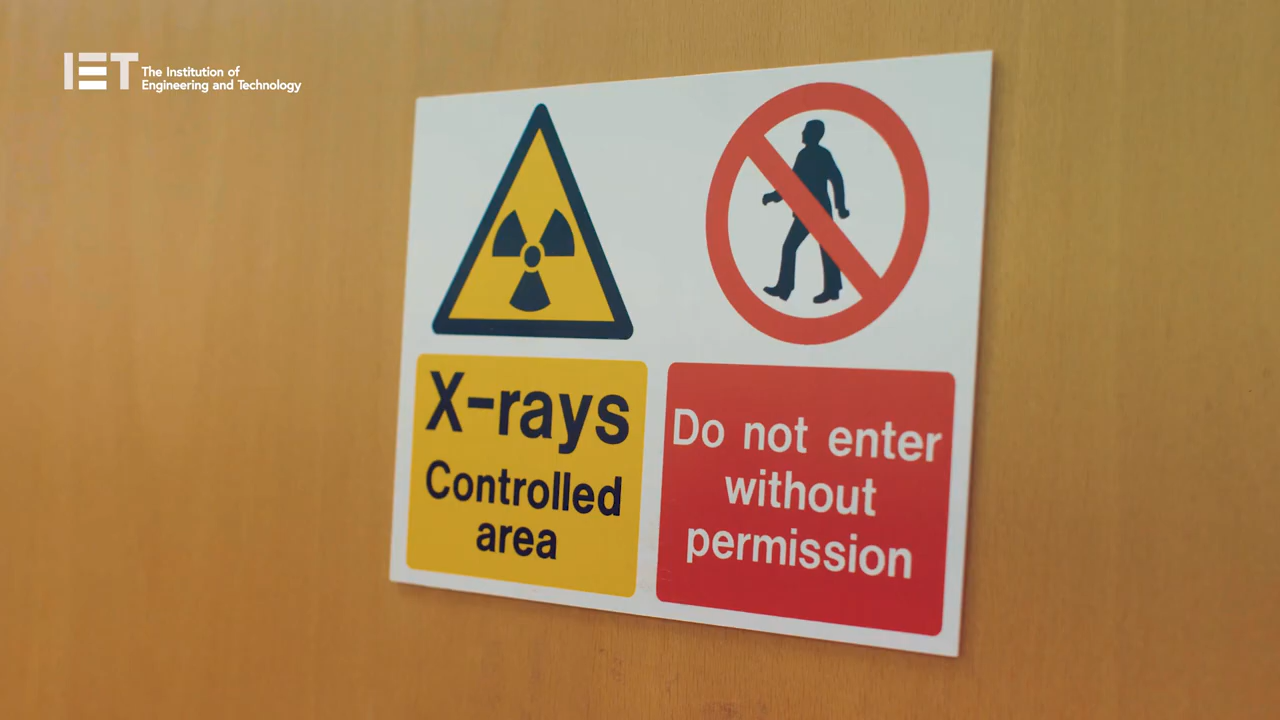 IET
The Institution of
Engineering and Technology
X-rays
Controlled
area
Do not enter
without
permission